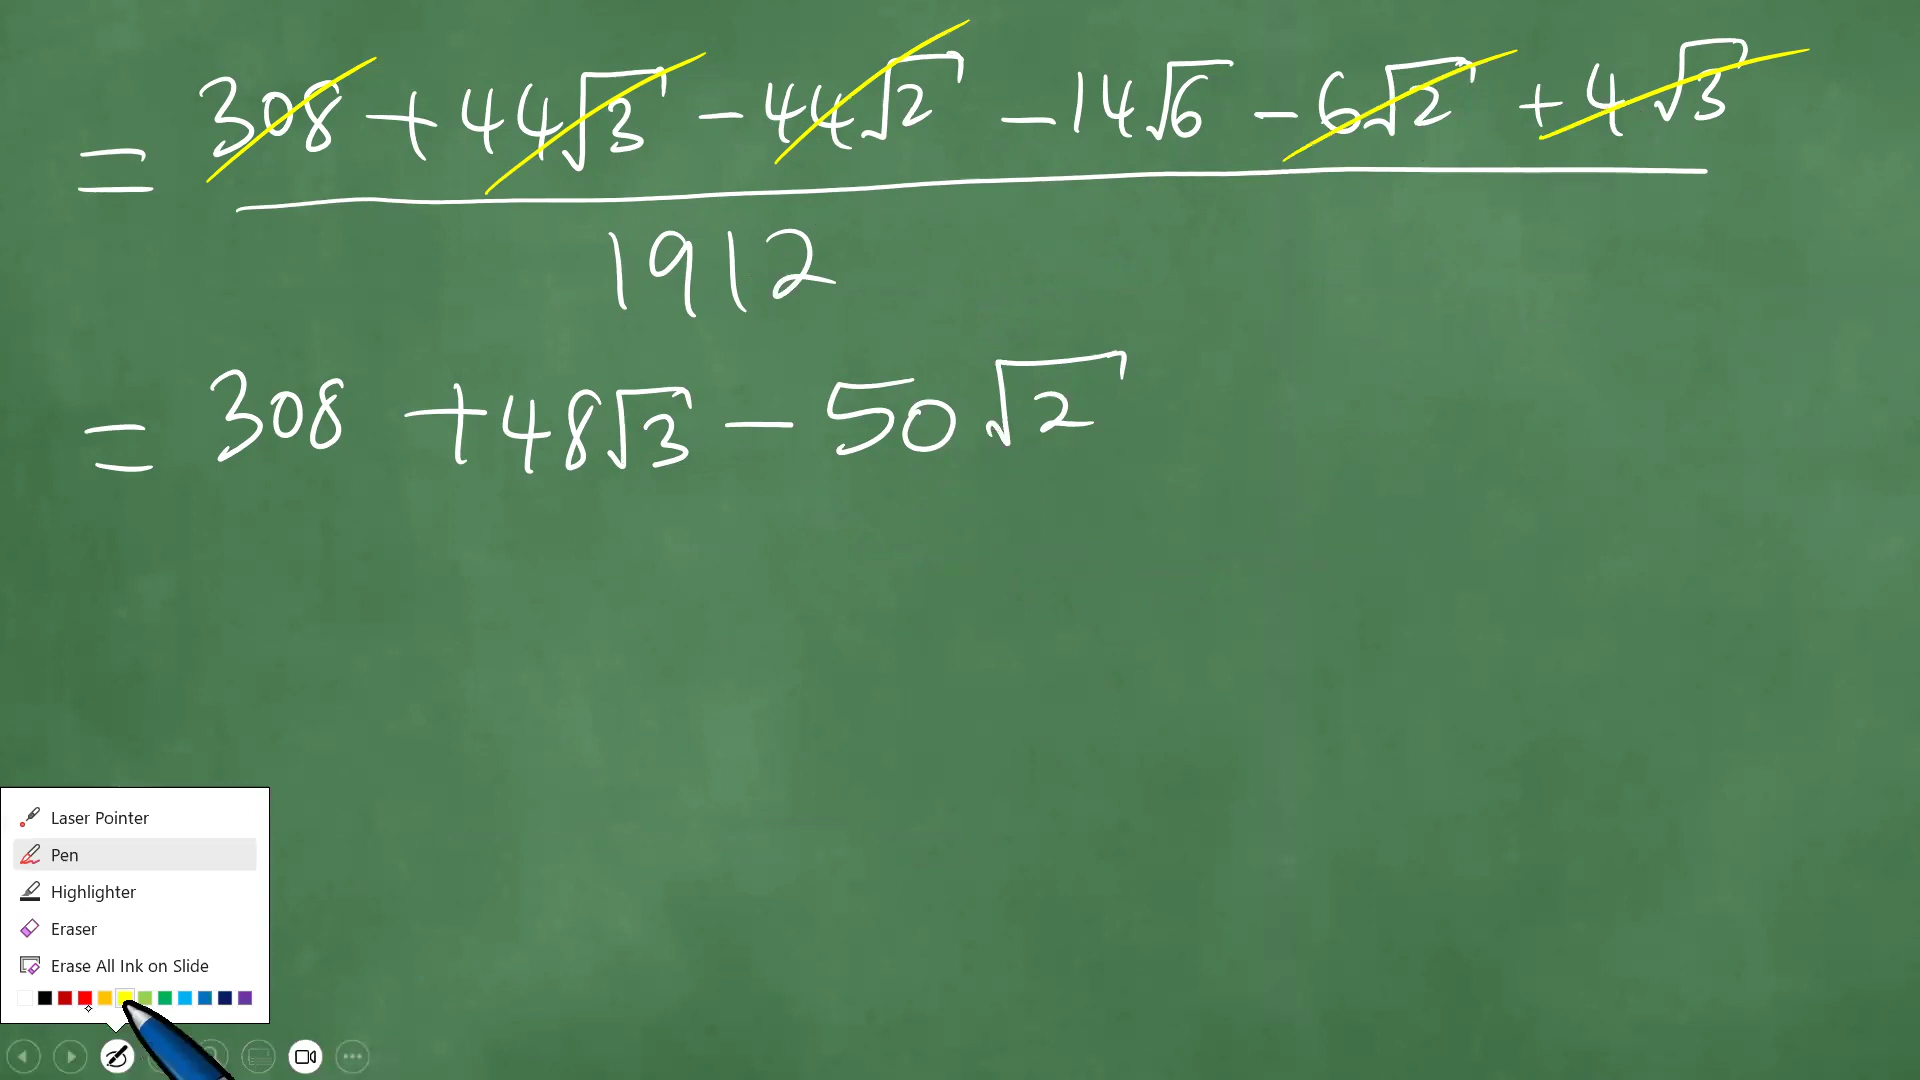 = 308 + 44√3 - 44√2 - 14√6 - 6√2 + 4√3
1912
= 308 + 48√3 - 50√2
Laser Pointer
Pen
Highlighter
Eraser
Erase All Ink on Slide